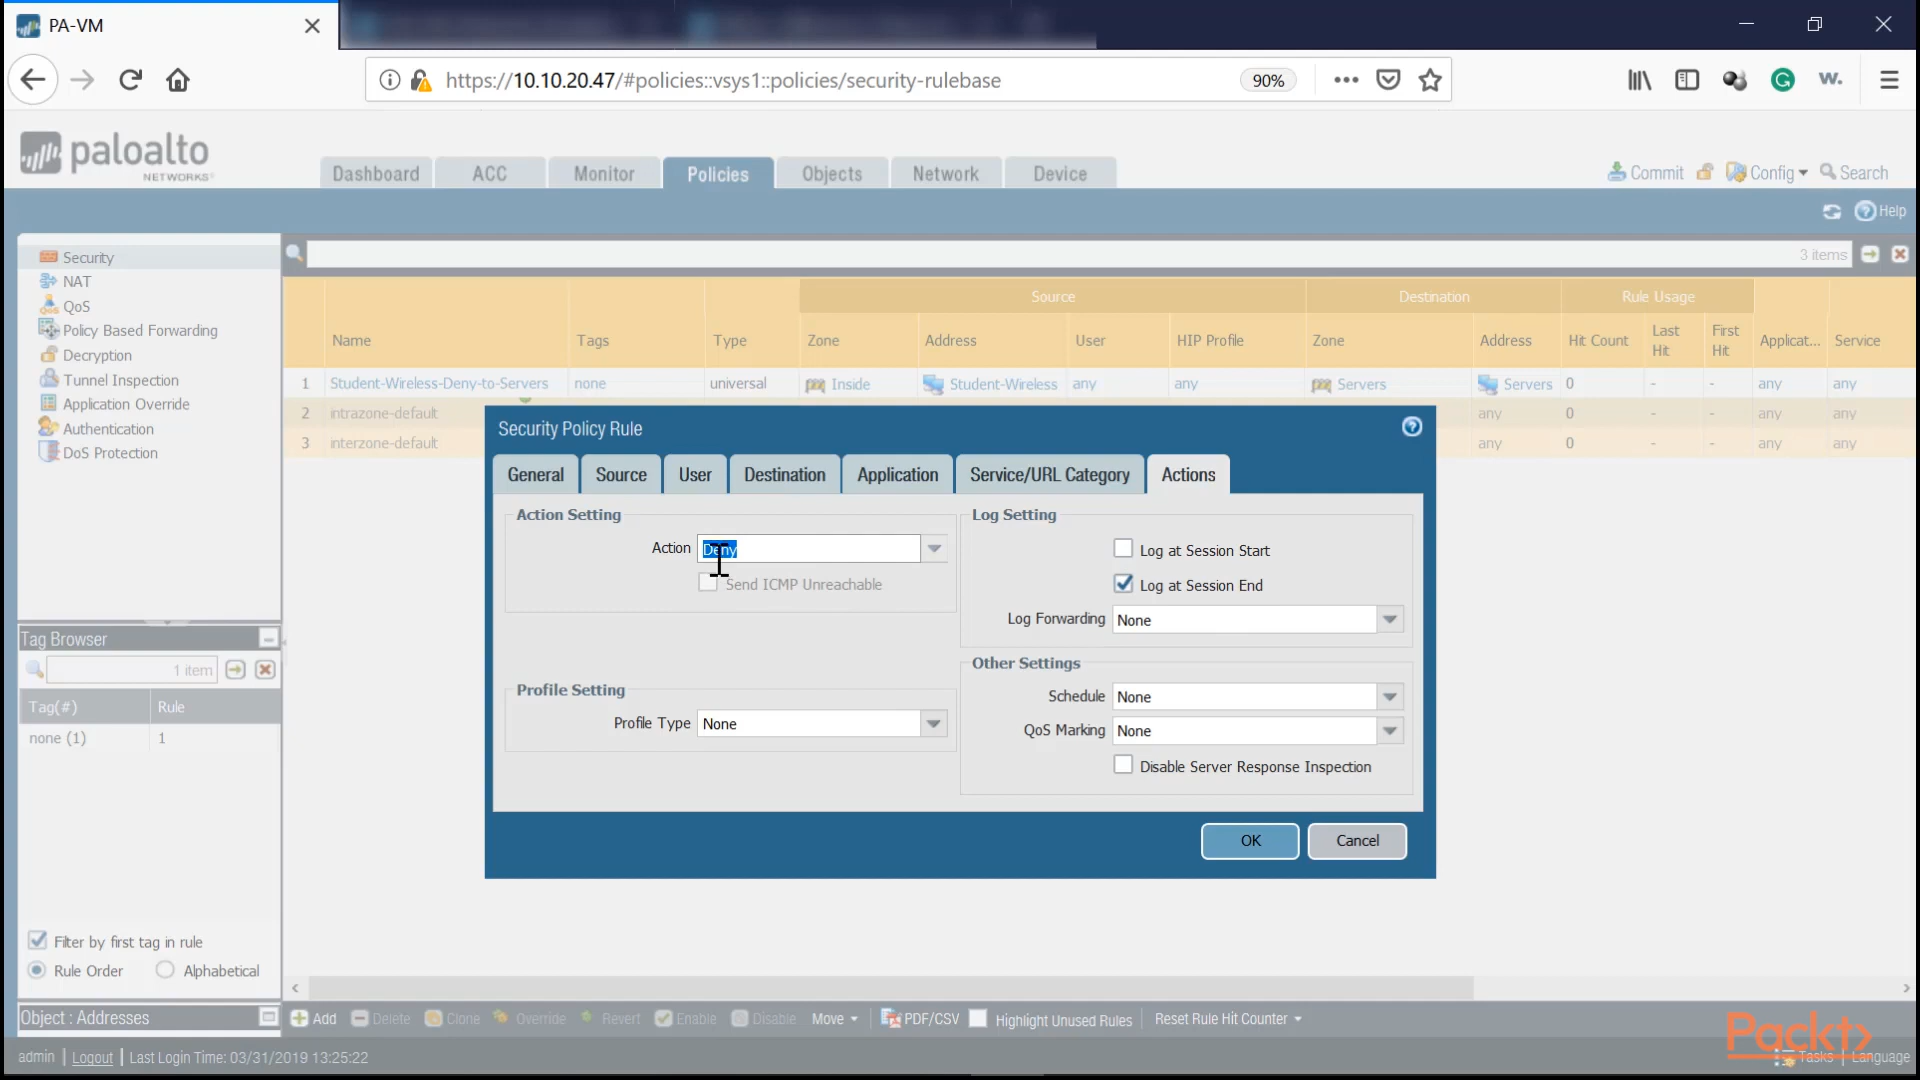 PA-VM
https://10.10.20.47/#policies::vsys1::policies/security-rulebase
90%
w.
paloalto
NETWORKS
Dashboard
ACC
Monitor
Policies
Objects
Network
Device
Commit
Config
Search
Help
Security
NAT
QoS
Policy Based Forwarding
Decryption
Tunnel Inspection
Application Override
Authentication
DoS Protection
3 items
Source
Destination
Rule Usage
Name
Tags
Type
Zone
Address
User
HIP Profile
Zone
Address
Hit Count
Last Hit
First Hit
Applicat...
Service
1 Student-Wireless-Deny-to-Servers none universal Inside Student-Wireless any any Servers Servers 0 - - any any
2 intrazone-default any 0 - - any any
3 interzone-default any 0 - - any any
Security Policy Rule
General
Source
User
Destination
Application
Service/URL Category
Actions
Action Setting
Action Deny
Send ICMP Unreachable
Profile Setting
Profile Type None
Log Setting
Log at Session Start
Log at Session End
Log Forwarding None
Other Settings
Schedule None
QoS Marking None
Disable Server Response Inspection
OK
Cancel
Tag Browser
1 item
Tag(#) Rule
none (1) 1
Filter by first tag in rule
Rule Order Alphabetical
Object : Addresses
Add
Delete
Clone
Override
Revert
Enable
Disable
Move
PDF/CSV
Highlight Unused Rules
Reset Rule Hit Counter
Packt>
admin | Logout | Last Login Time: 03/31/2019 13:25:22
Tasks | Language